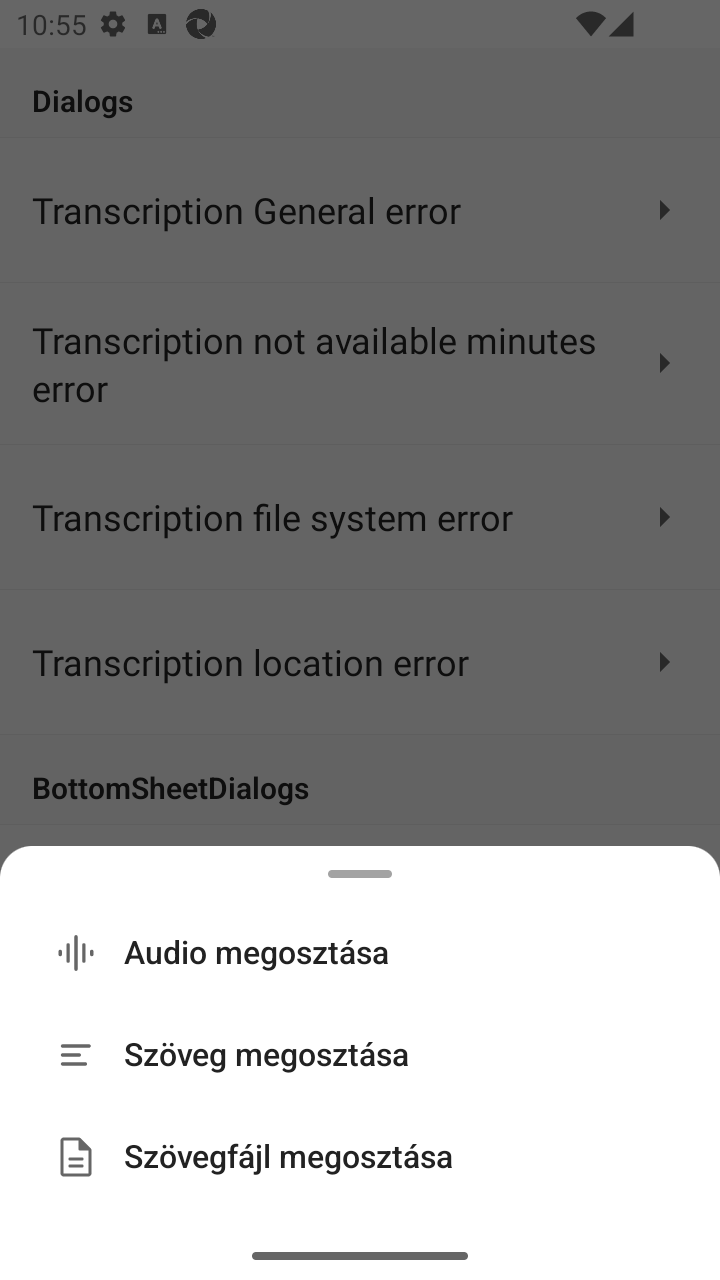 10:55
Dialogs
Transcription General error
Transcription not available minutes
error
Transcription file system error
Transcription location error
BottomSheetDialogs
Audio megosztása
Szöveg megosztása
Szövegfájl megosztása